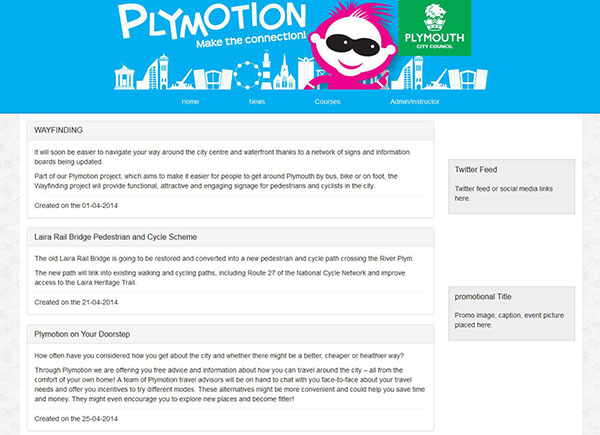 PLYMOTION
Make the connection!
PLYMOUTH
CITY COUNCIL
Home News Courses Admin/Instructor
WAYFINDING
It will soon be easier to navigate your way around the city centre and waterfront thanks to a network of signs and information
boards being updated.
Part of our Plymotion project, which aims to make it easier for people to get around Plymouth by bus, bike or on foot, the
Wayfinding project will provide functional, attractive and engaging signage for pedestrians and cyclists in the city.
Created on the 01-04-2014
Laira Rail Bridge Pedestrian and Cycle Scheme
The old Laira Rail Bridge is going to be restored and converted into a new pedestrian and cycle path crossing the River Plym.
The new path will link into existing walking and cycling paths, including Route 27 of the National Cycle Network and improve
access to the Laira Heritage Trail.
Created on the 21-04-2014
Plymotion on Your Doorstep
How often have you considered how you get about the city and whether there might be a better, cheaper or healthier way?
Through Plymotion we are offering you free advice and information about how you can travel around the city – all from the
comfort of your own home! A team of Plymotion travel advisors will be on hand to chat with you face-to-face about your travel
needs and offer you incentives to try different modes. These alternatives might be more convenient and could help you save time
and money. They might even encourage you to explore new places and become fitter!
Created on the 25-04-2014
Twitter Feed
Twitter feed or social media links
here.
promotional Title
Promo image, caption, event picture
placed here.